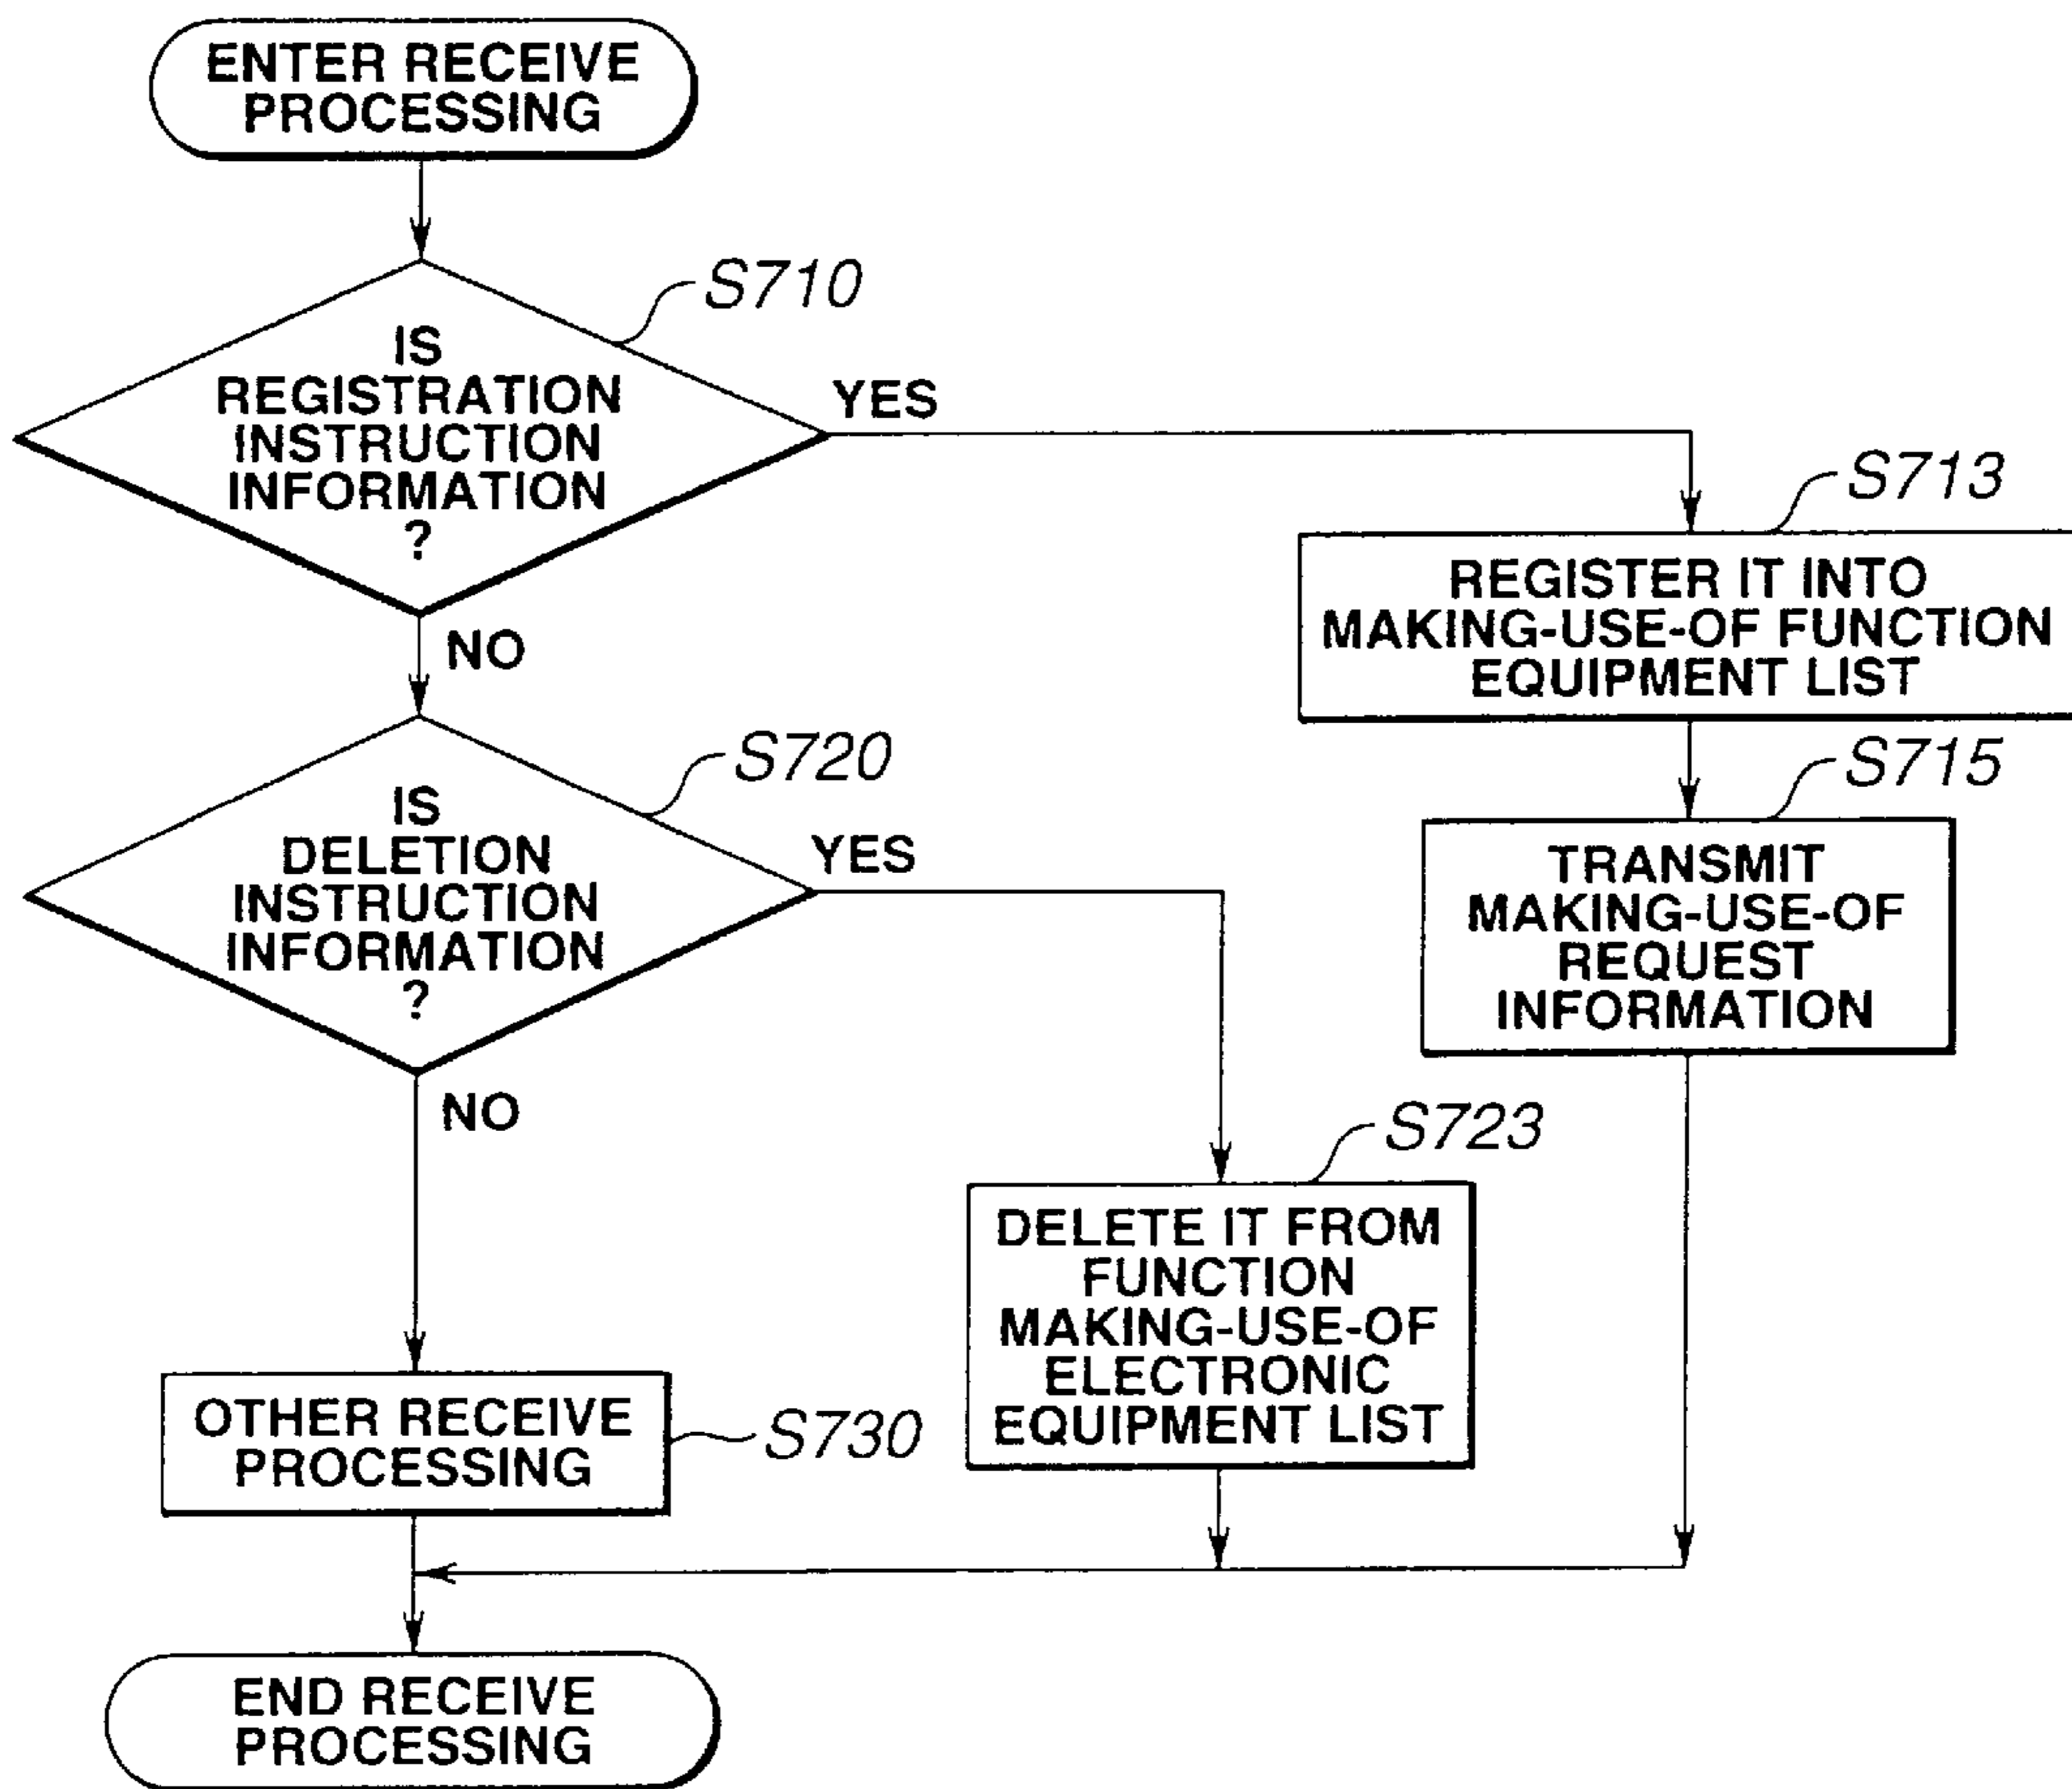 ENTER RECEIVE
PROCESSING
S710
IS
REGISTRATION
INSTRUCTION
INFORMATION
?
YES
NO
S713
REGISTER IT INTO
MAKING-USE-OF FUNCTION
EQUIPMENT LIST
S715
TRANSMIT
MAKING-USE-OF
REQUEST
INFORMATION
S720
IS
DELETION
INSTRUCTION
INFORMATION
?
YES
NO
S723
DELETE IT FROM
FUNCTION
MAKING-USE-OF
ELECTRONIC
EQUIPMENT LIST
OTHER RECEIVE
PROCESSING
S730
END RECEIVE
PROCESSING